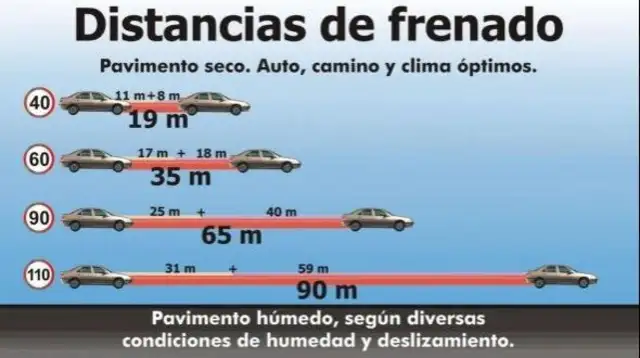 Distancias de frenado
Pavimento seco. Auto, camino y clima óptimos.
40 11 m+8 m
19 m
60 17 m + 18 m
35 m
90 25 m + 40 m
65 m
110 31 m + 59 m
90 m
Pavimento húmedo, según diversas
condiciones de humedad y deslizamiento.